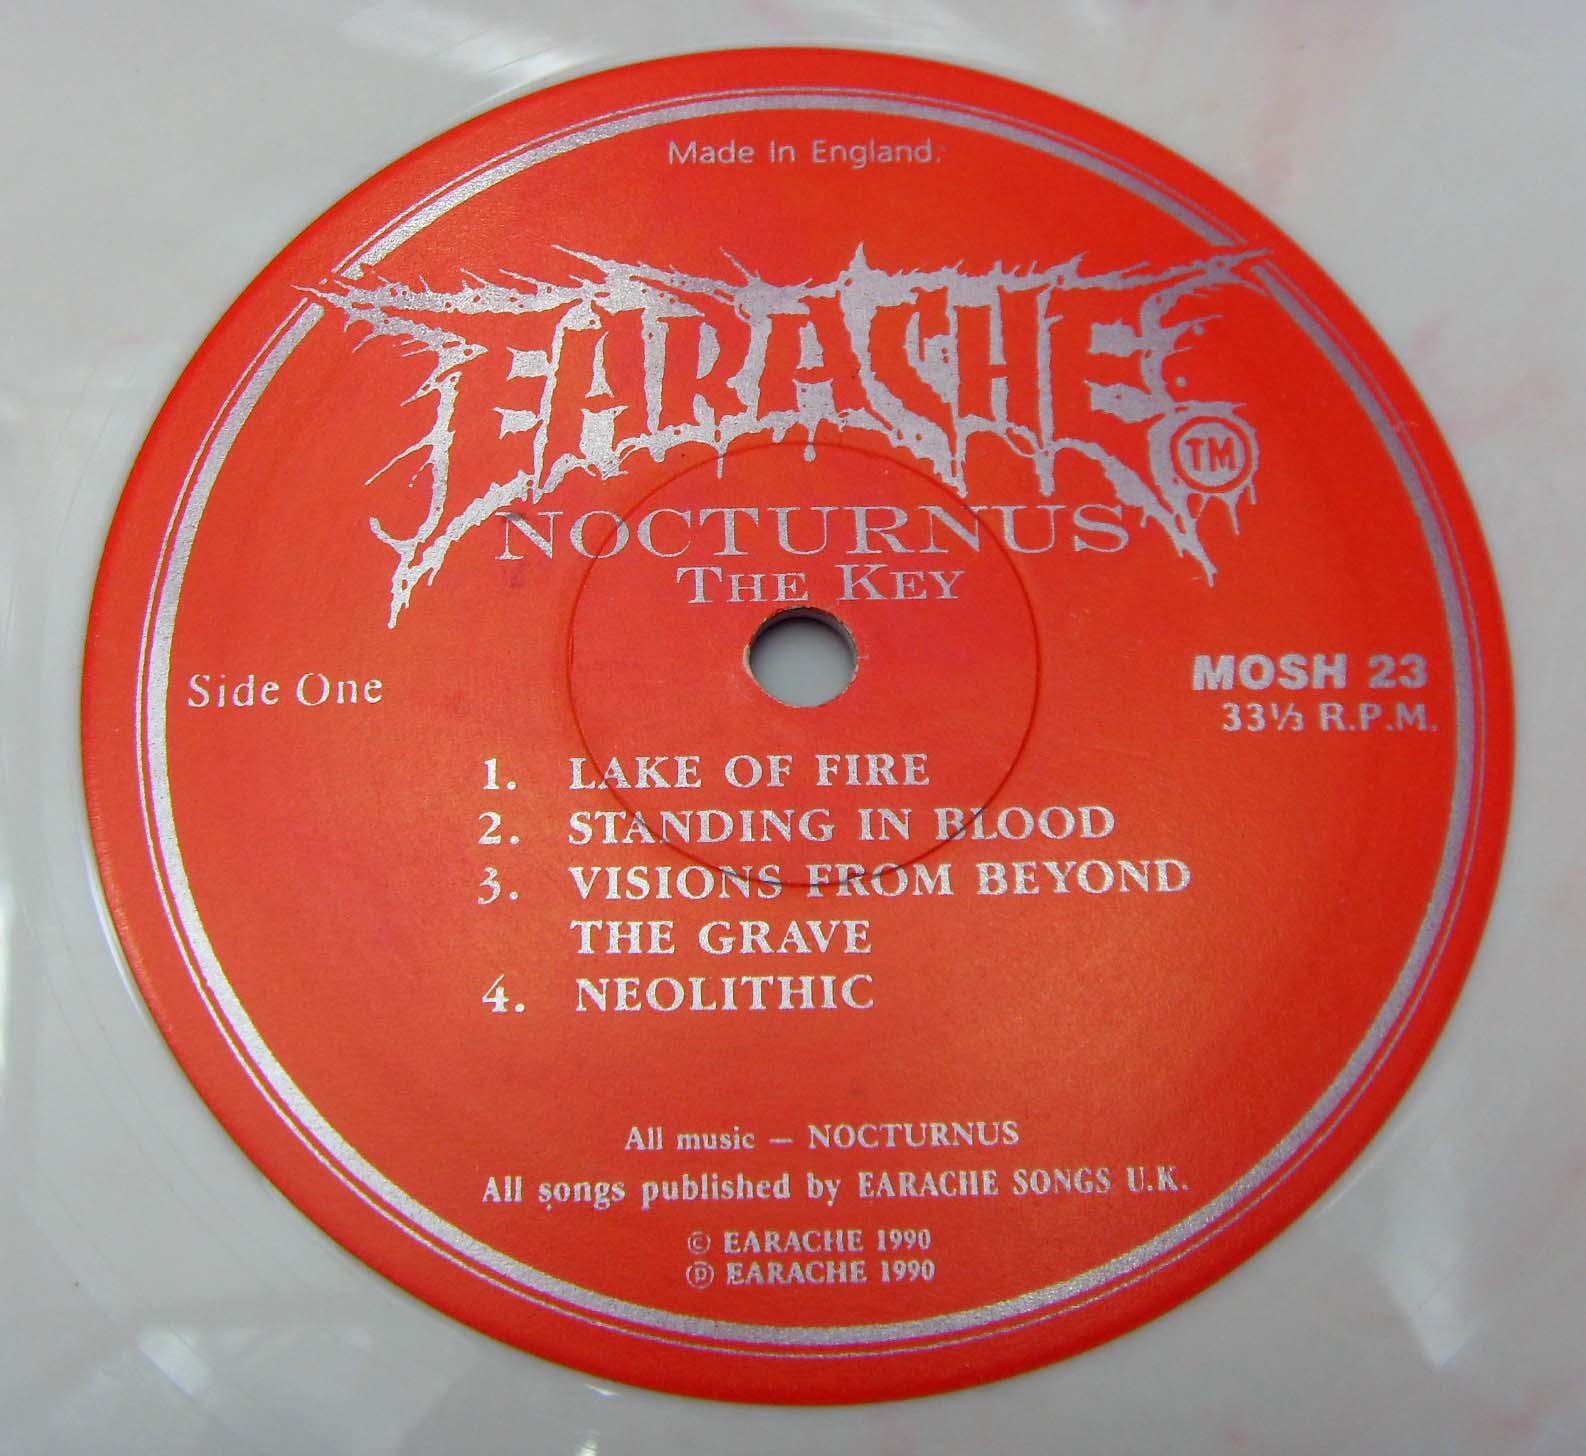 Made In England.
EARACHE
TM
NOCTURNUS
THE KEY
Side One
MOSH 23
33⅓ R.P.M.
1. LAKE OF FIRE
2. STANDING IN BLOOD
3. VISIONS FROM BEYOND
THE GRAVE
4. NEOLITHIC
All music – NOCTURNUS
All songs published by EARACHE SONGS U.K.
© EARACHE 1990
℗ EARACHE 1990